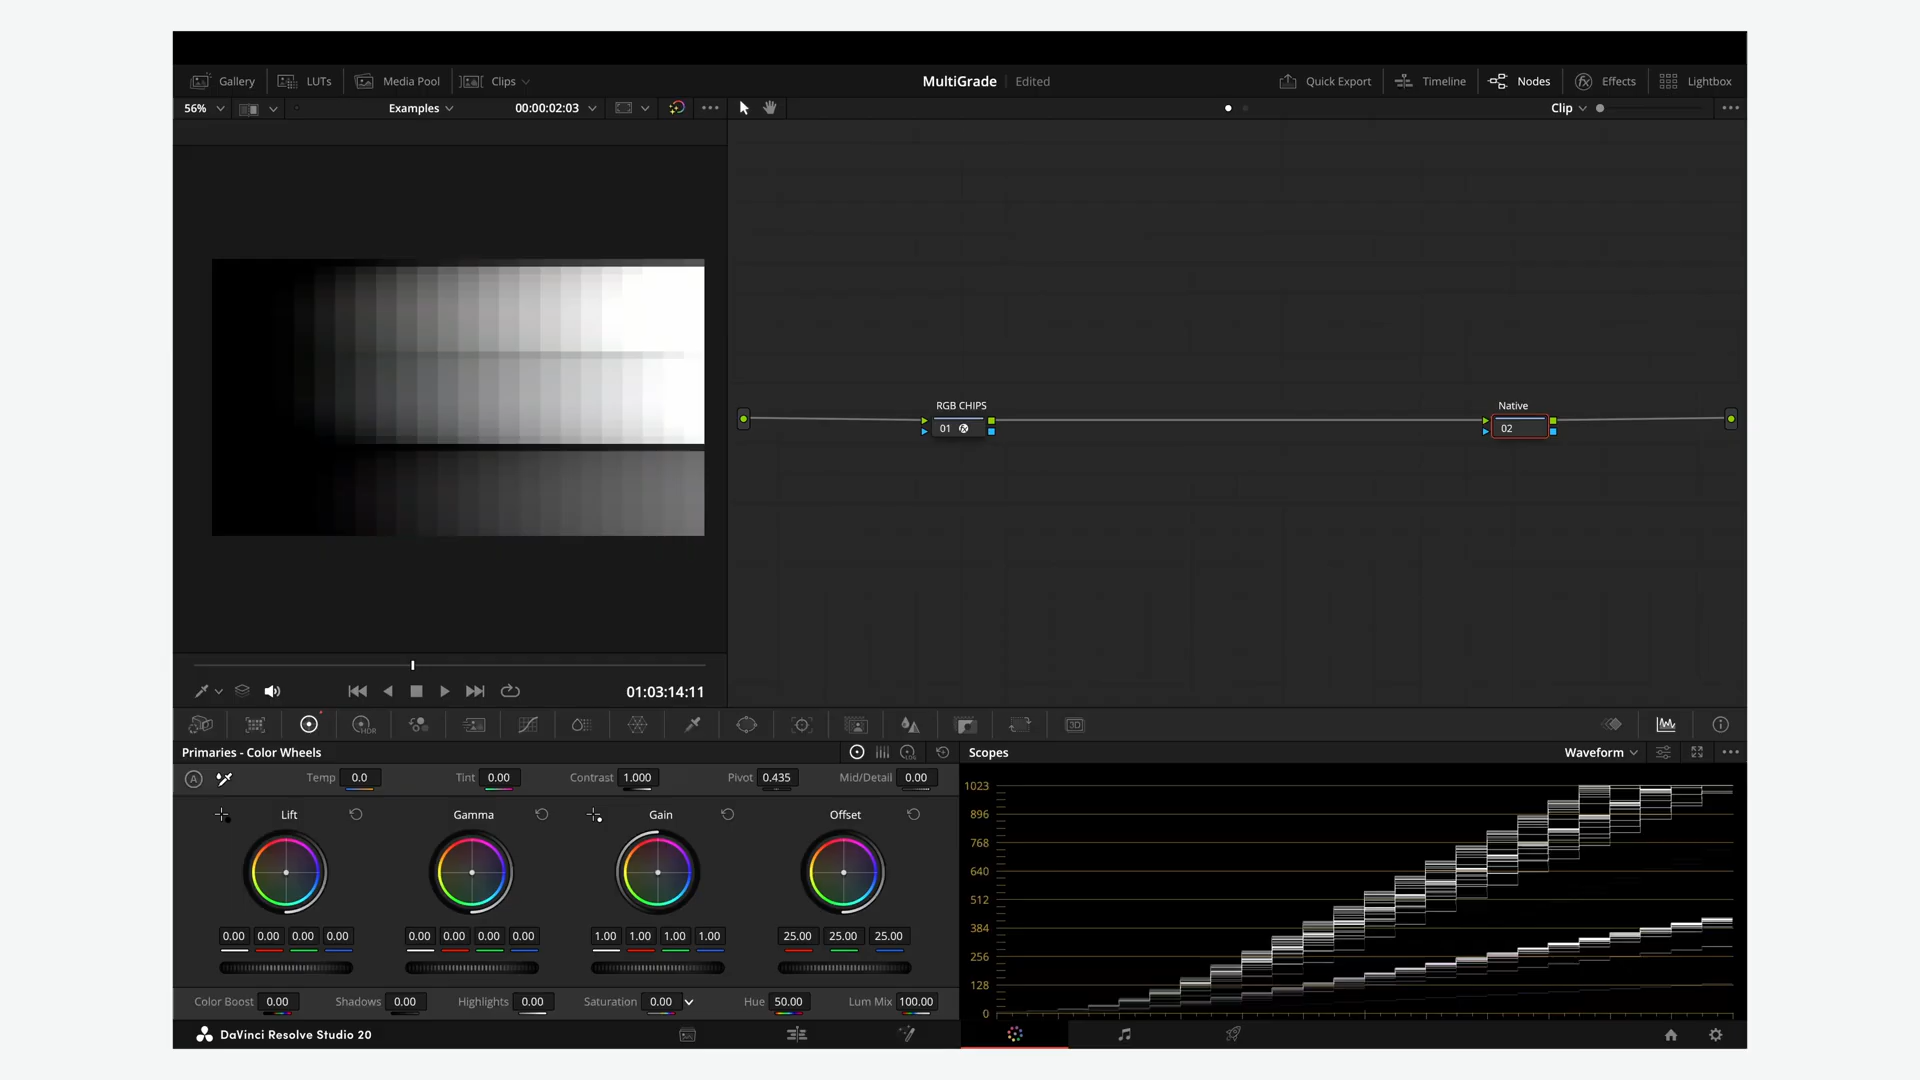 Gallery LUTs Media Pool Clips MultiGrade Edited Quick Export Timeline Nodes Effects Lightbox
56% Examples 00:00:02:03 Clip
RGB CHIPS
01
Native
02
01:03:14:11
HDR
3D
Primaries - Color Wheels
A
Temp 0.0 Tint 0.00 Contrast 1.000 Pivot 0.435 Mid/Detail 0.00
Lift Gamma Gain Offset
0.00 0.00 0.00 0.00 0.00 0.00 0.00 0.00 1.00 1.00 1.00 1.00 25.00 25.00 25.00
Color Boost 0.00 Shadows 0.00 Highlights 0.00 Saturation 0.00 Hue 50.00 Lum Mix 100.00
Scopes Waveform
1023
896
768
640
512
384
256
128
0
DaVinci Resolve Studio 20